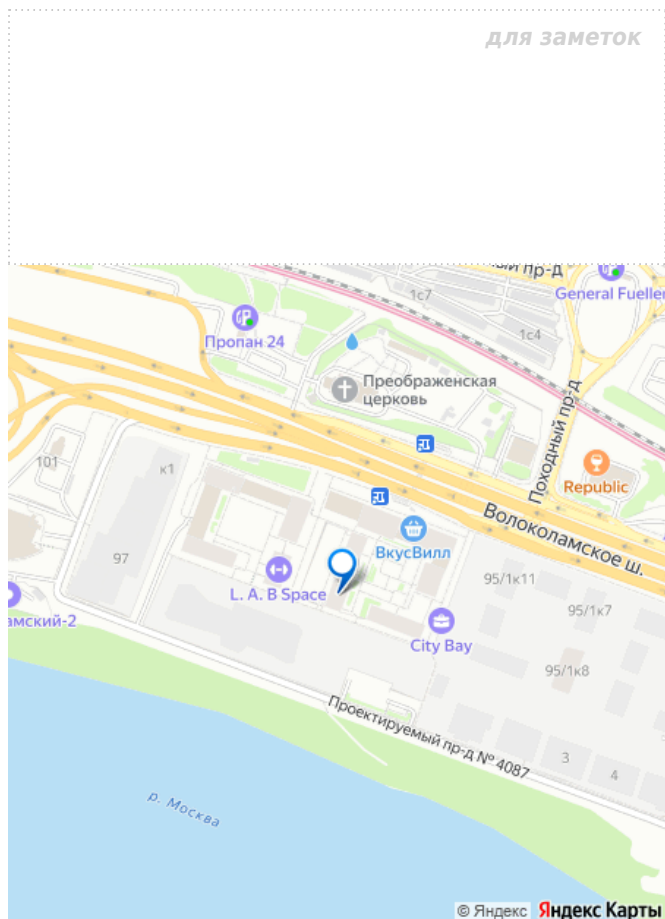 для заметок
ый пр-д
General Fueller
1с7
Пропан 24
1с4
Преображенская
церковь
Походный пр-д
101
к1
Republic
Волоколамское ш.
ВкусВилл
97
L. A. B Space
95/1к11
95/1к7
амский-2
City Bay
95/1к8
Проектируемый пр-д № 4087
3
4
р. Москва
© Яндекс Яндекс Карты